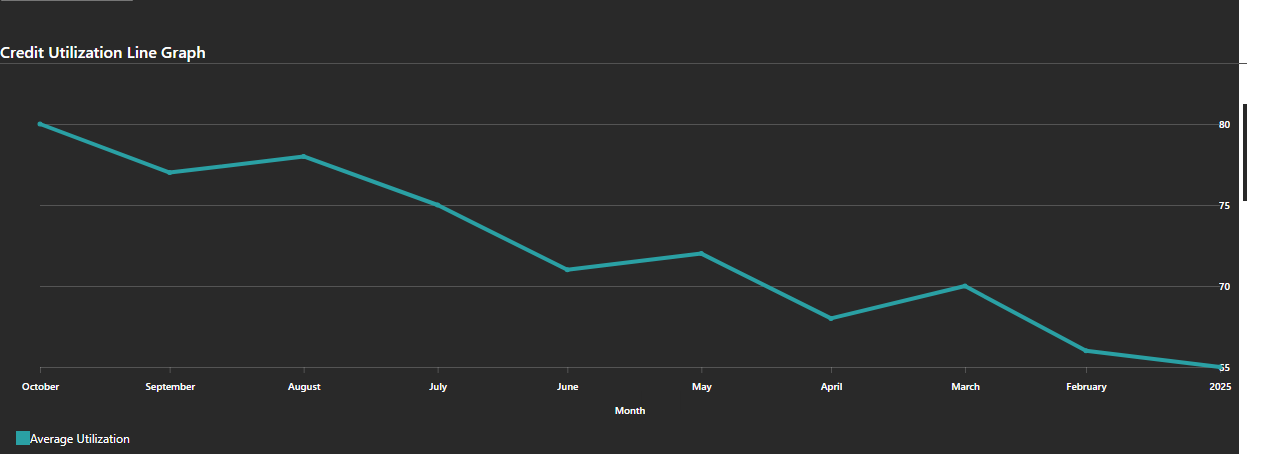 Credit Utilization Line Graph
80
75
70
65
October September August July June May April March February 2025
Month
Average Utilization